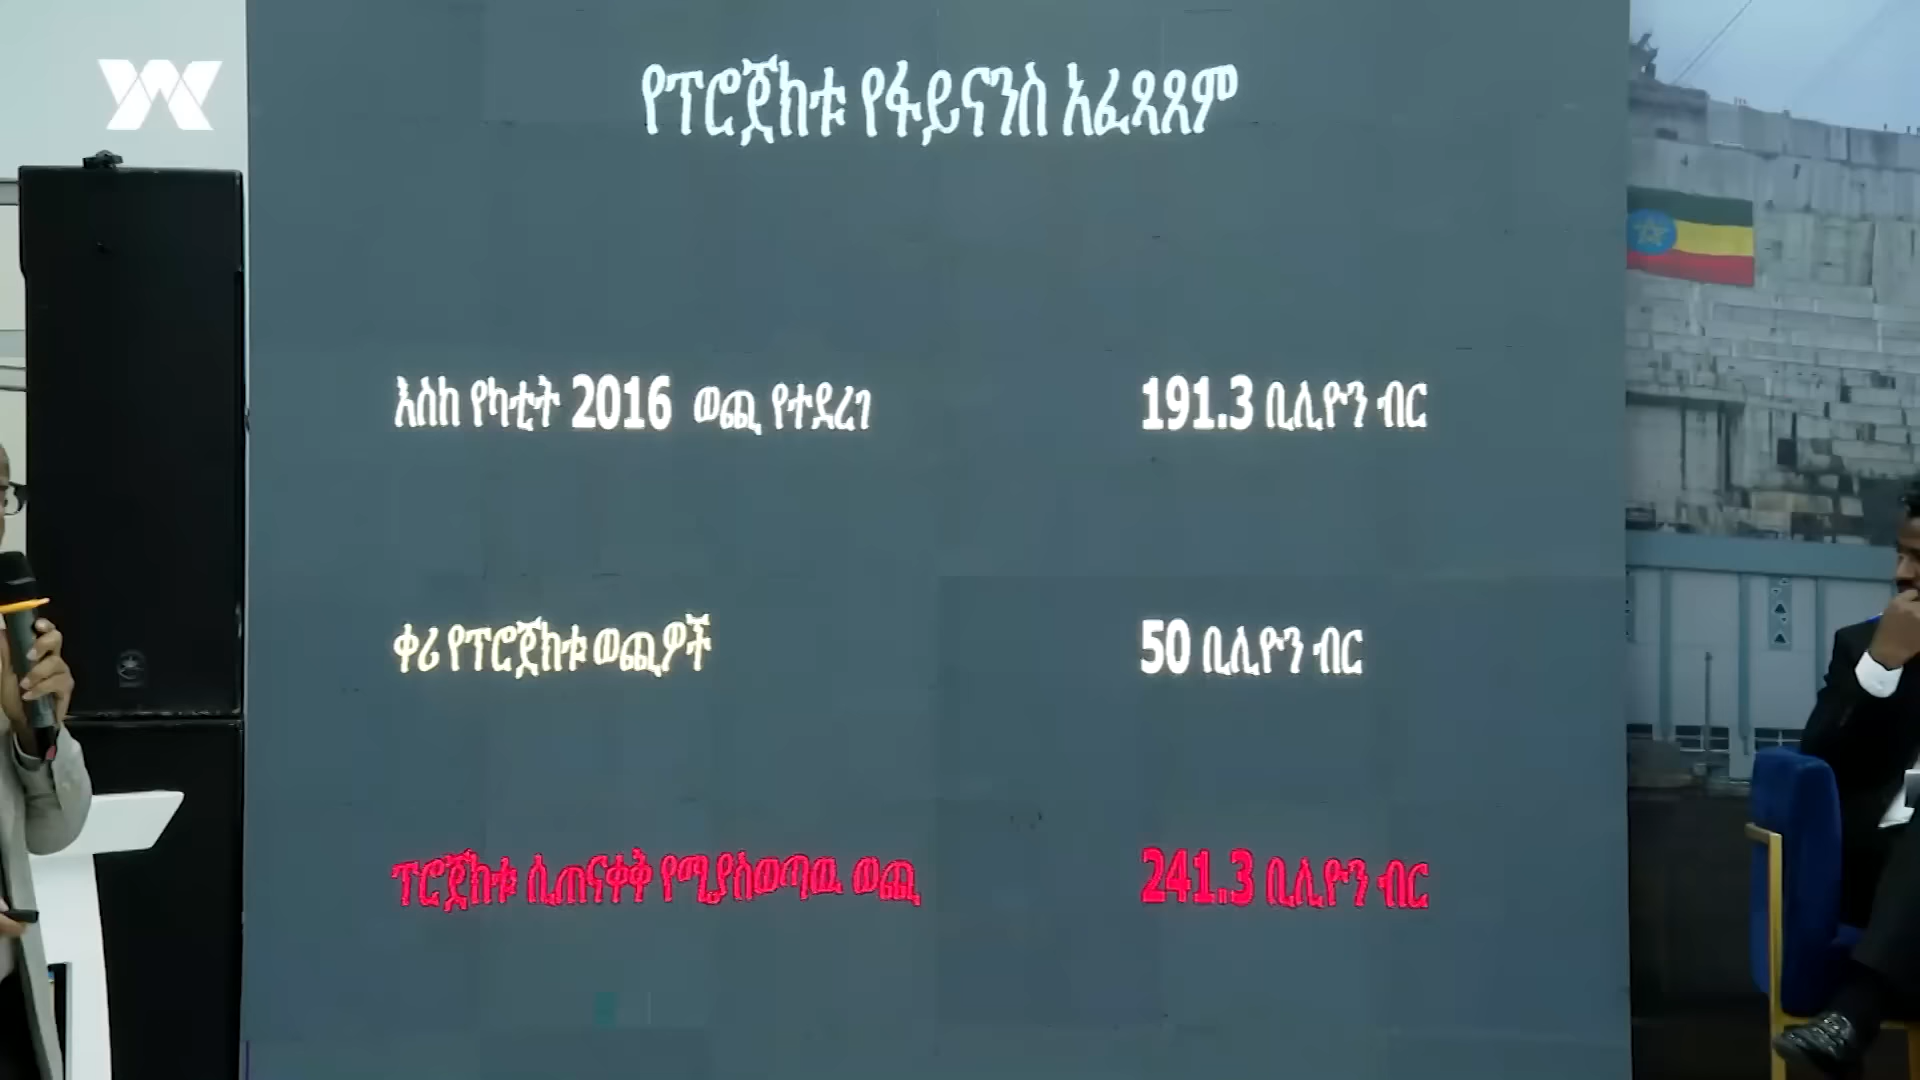 የፕሮጀክቱ የፋይናንስ አፈጻጸም
እስከ የካቲት 2016 ወጪ የተደረገ 191.3 ቢሊዮን ብር
ቀሪ የፕሮጀክቱ ወጪዎች 50 ቢሊዮን ብር
ፕሮጀክቱ ሲጠናቀቅ የሚያስወጣዉ ወጪ 241.3 ቢሊዮን ብር